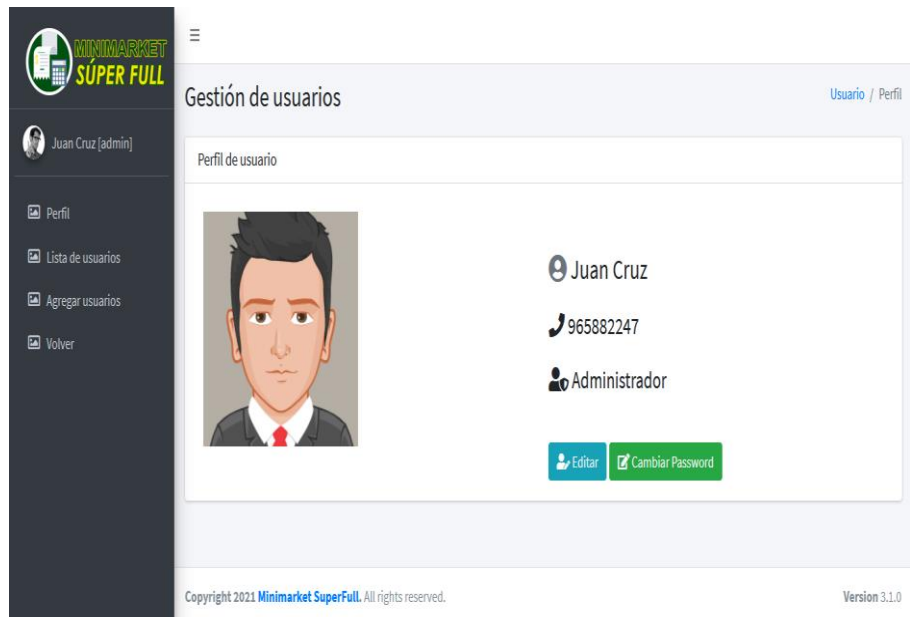 MINIMARKET
SÚPER FULL
Juan Cruz [admin]
Perfil
Lista de usuarios
Agregar usuarios
Volver
Gestión de usuarios
Usuario / Perfil
Perfil de usuario
Juan Cruz
965882247
Administrador
Editar
Cambiar Password
Copyright 2021 Minimarket SuperFull. All rights reserved.
Version 3.1.0